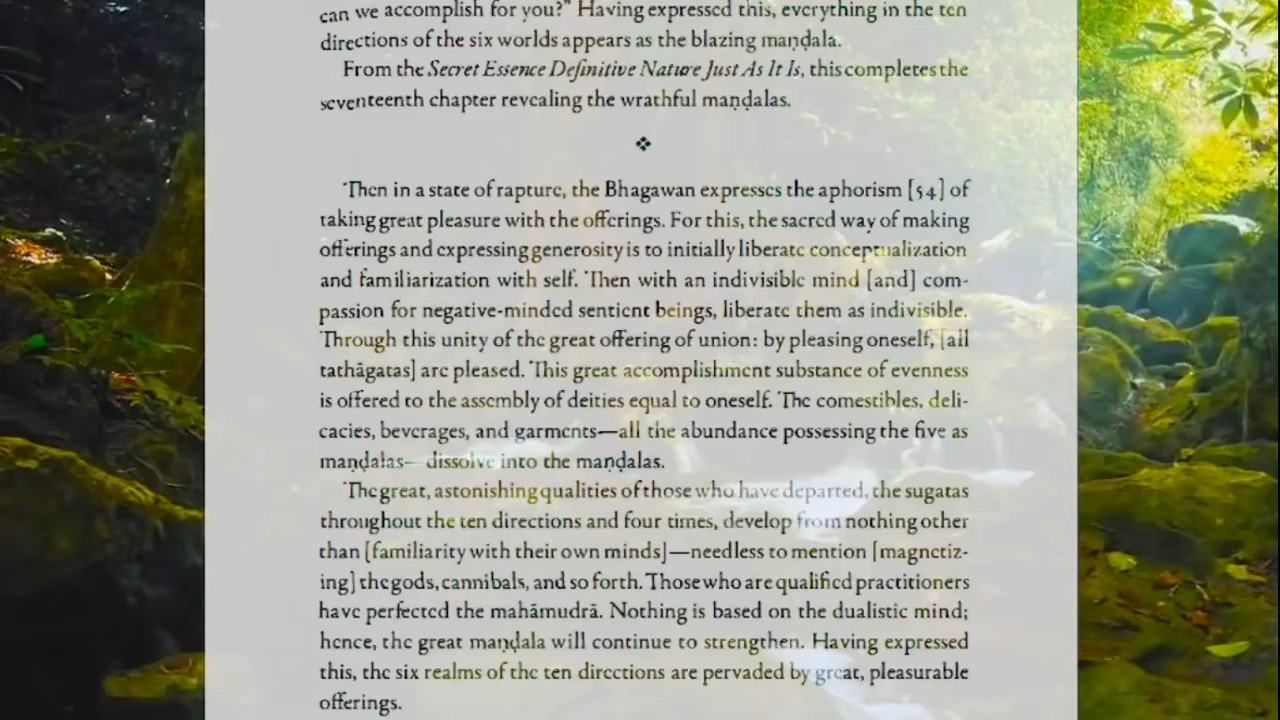 can we accomplish for you?" Having expressed this, everything in the ten
directions of the six worlds appears as the blazing maṇḍala.
From the Secret Essence Definitive Nature Just As It Is, this completes the
seventeenth chapter revealing the wrathful maṇḍalas.
❖
Then in a state of rapture, the Bhagawan expresses the aphorism [54] of
taking great pleasure with the offerings. For this, the sacred way of making
offerings and expressing generosity is to initially liberate conceptualization
and familiarization with self. Then with an indivisible mind [and] com-
passion for negative-minded sentient beings, liberate them as indivisible.
Through this unity of the great offering of union: by pleasing oneself, [all
tathāgatas] are pleased. This great accomplishment substance of evenness
is offered to the assembly of deities equal to oneself. The comestibles, deli-
cacies, beverages, and garments—all the abundance possessing the five as
maṇḍalas—dissolve into the maṇḍalas.
The great, astonishing qualities of those who have departed, the sugatas
throughout the ten directions and four times, develop from nothing other
than [familiarity with their own minds]—needless to mention [magnetiz-
ing] the gods, cannibals, and so forth. Those who are qualified practitioners
have perfected the mahāmudrā. Nothing is based on the dualistic mind;
hence, the great maṇḍala will continue to strengthen. Having expressed
this, the six realms of the ten directions are pervaded by great, pleasurable
offerings.